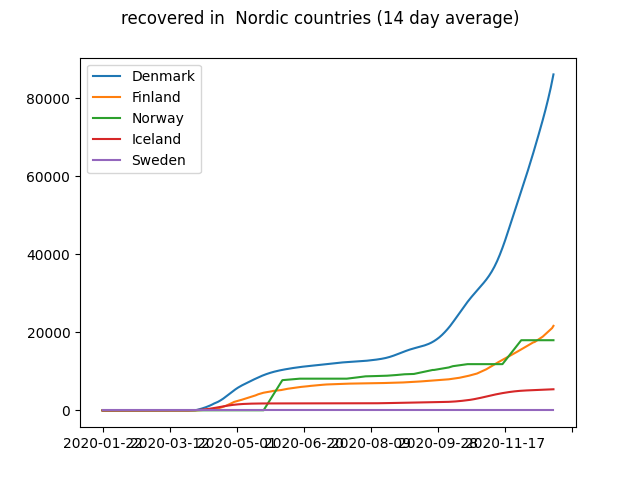 recovered in  Nordic countries (14 day average)
Denmark
Finland
Norway
Iceland
Sweden
80000
60000
40000
20000
0
2020-01-22 2020-03-12 2020-05-01 2020-06-20 2020-08-09 2020-09-28 2020-11-17